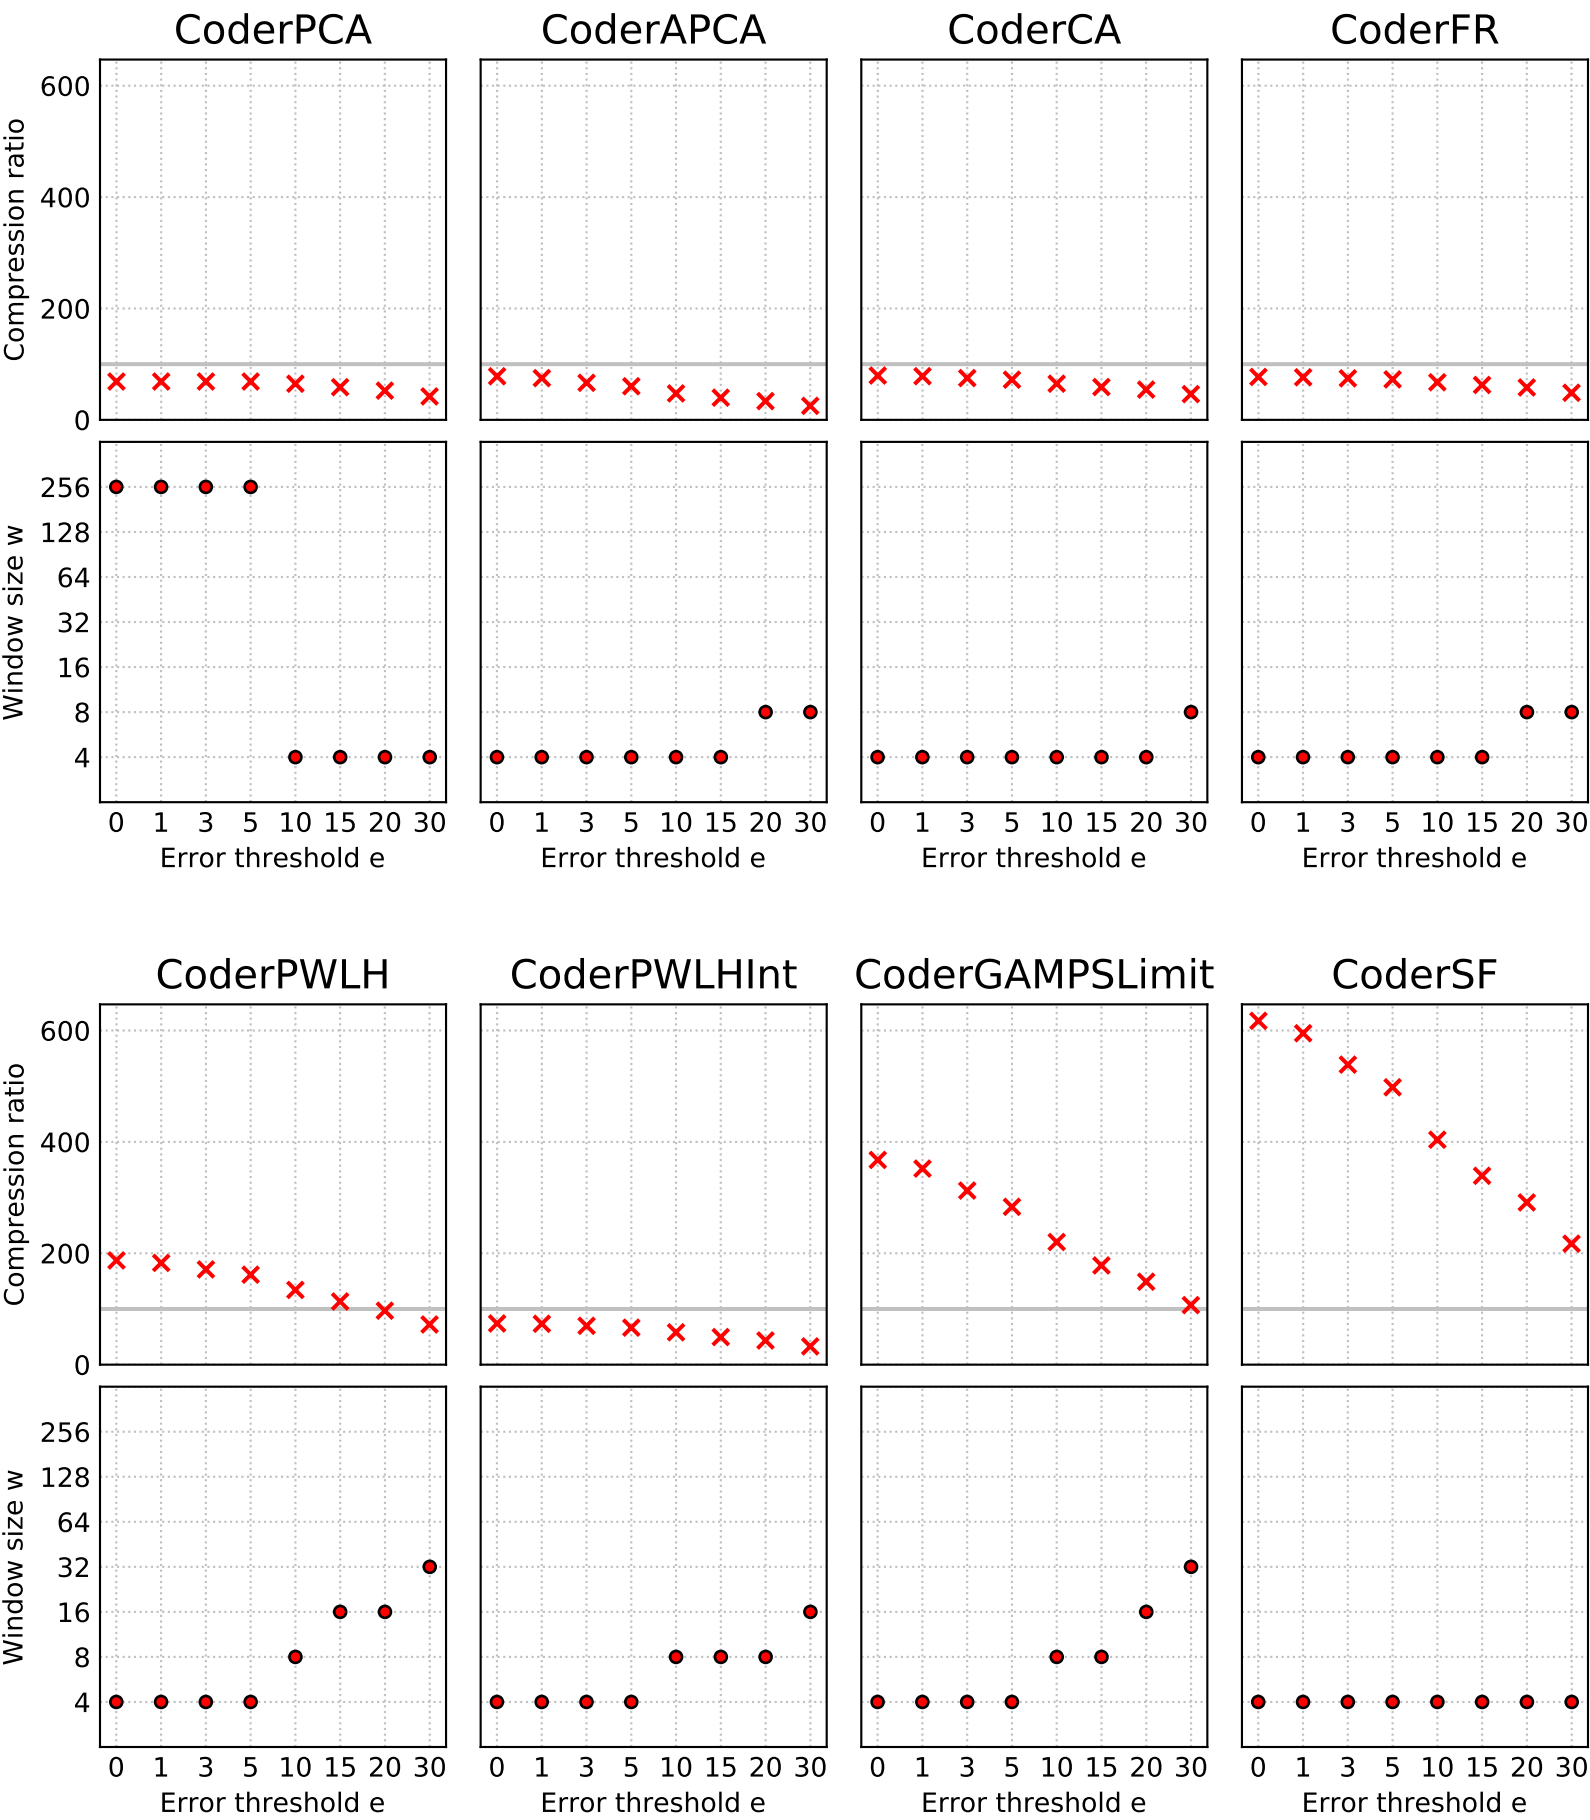 CoderPCA CoderAPCA CoderCA CoderFR
Compression ratio
600
400
200
0
Window size w
256
128
64
32
16
8
4
0 1 3 5 10 15 20 30 0 1 3 5 10 15 20 30 0 1 3 5 10 15 20 30 0 1 3 5 10 15 20 30
Error threshold e Error threshold e Error threshold e Error threshold e
CoderPWLH CoderPWLHInt CoderGAMPSLimit CoderSF
Compression ratio
600
400
200
0
Window size w
256
128
64
32
16
8
4
0 1 3 5 10 15 20 30 0 1 3 5 10 15 20 30 0 1 3 5 10 15 20 30 0 1 3 5 10 15 20 30
Error threshold e Error threshold e Error threshold e Error threshold e